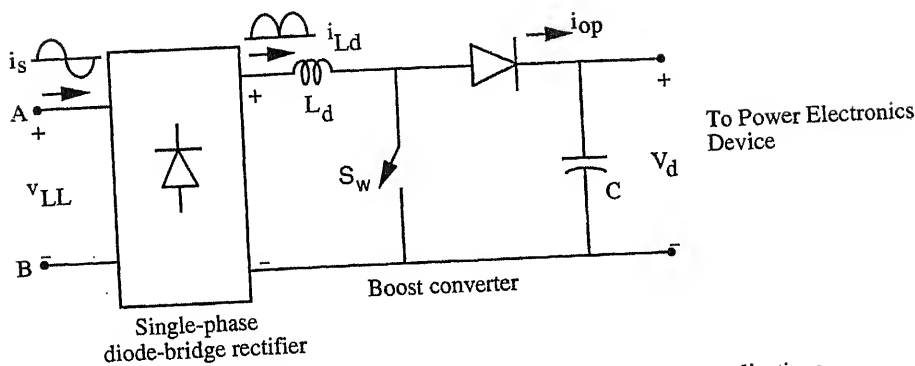 i_s
i_Ld
i_op
A
+
+
L_d
+
To Power Electronics
Device
v_LL
S_w
C
V_d
B
-
-
-
Boost converter
Single-phase
diode-bridge rectifier